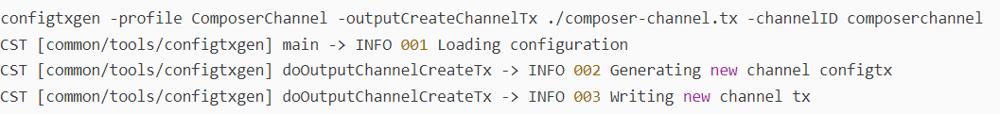 configtxgen -profile ComposerChannel -outputCreateChannelTx ./composer-channel.tx -channelID composerchannel
CST [common/tools/configtxgen] main -> INFO 001 Loading configuration
CST [common/tools/configtxgen] doOutputChannelCreateTx -> INFO 002 Generating new channel configtx
CST [common/tools/configtxgen] doOutputChannelCreateTx -> INFO 003 Writing new channel tx